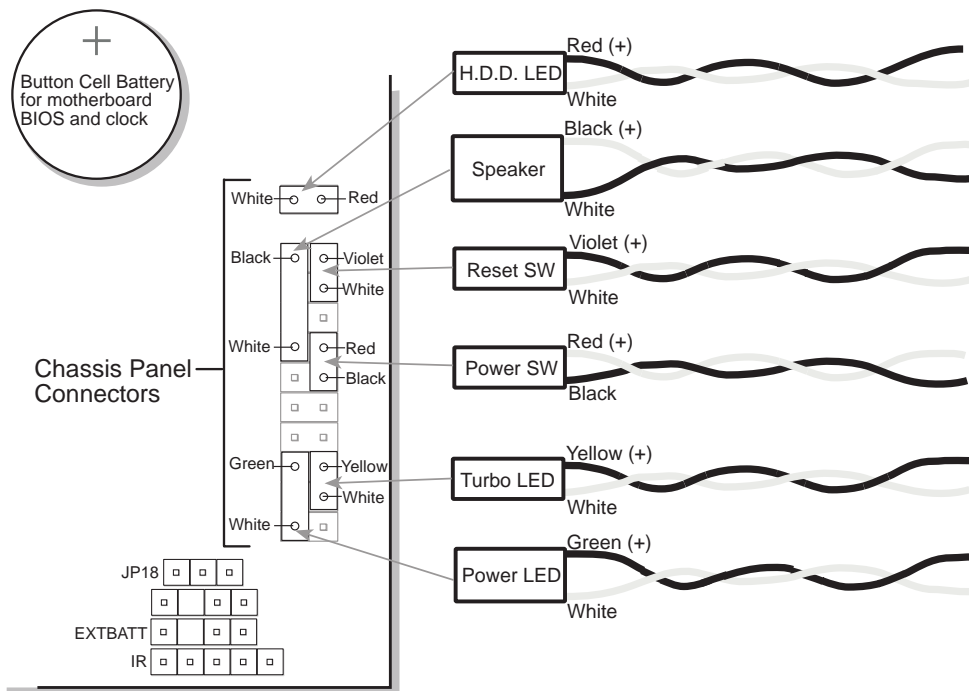 Button Cell Battery
for motherboard
BIOS and clock
H.D.D. LED
Red (+)
White
Speaker
Black (+)
White
Reset SW
Violet (+)
White
Power SW
Red (+)
Black
Turbo LED
Yellow (+)
White
Power LED
Green (+)
White
Chassis Panel
Connectors
White
Red
Black
Violet
White
White
Red
Black
Green
Yellow
White
White
JP18
EXTBATT
IR